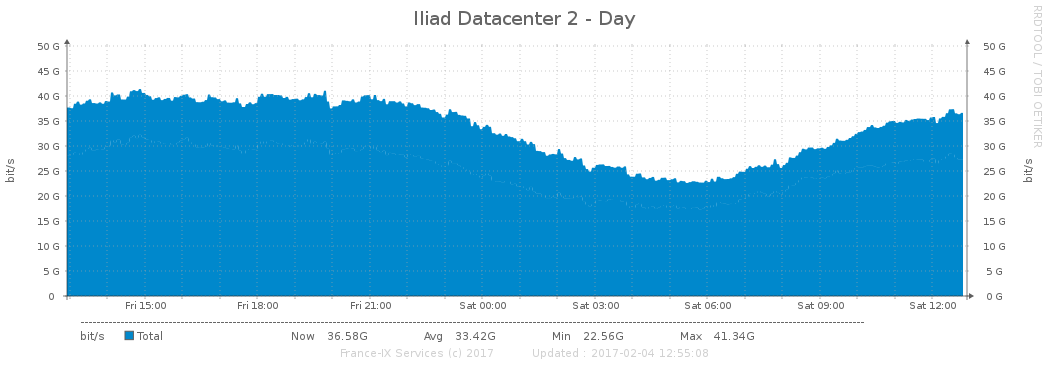 Iliad Datacenter 2 - Day
RRDTOOL / TOBI OETIKER
50 G 50 G
45 G 45 G
40 G 40 G
35 G 35 G
30 G 30 G
25 G 25 G
20 G 20 G
15 G 15 G
10 G 10 G
5 G 5 G
0 0 G
bit/s
bit/s
Fri 15:00 Fri 18:00 Fri 21:00 Sat 00:00 Sat 03:00 Sat 06:00 Sat 09:00 Sat 12:00
bit/s Total Now 36.58G Avg 33.42G Min 22.56G Max 41.34G
France-IX Services (c) 2017 Updated : 2017-02-04 12:55:08